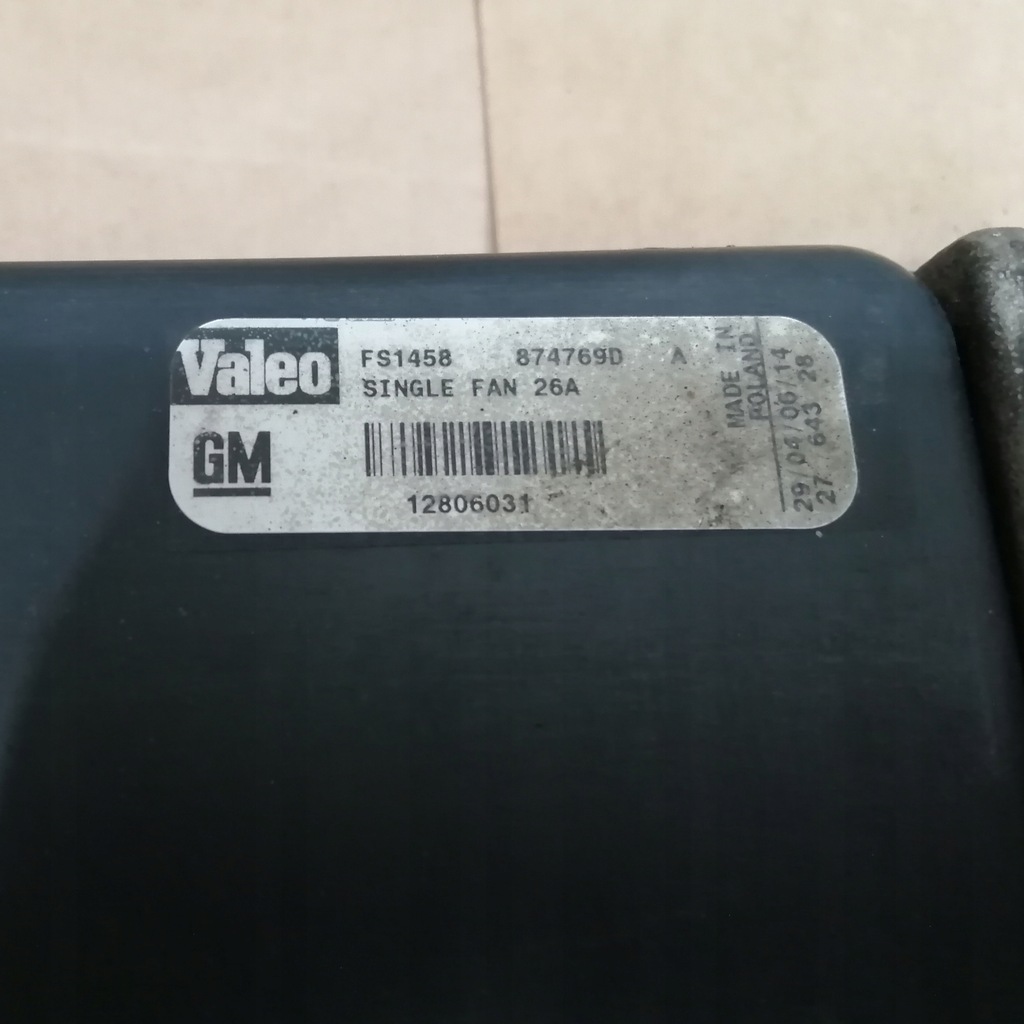 Valeo
FS1458 874769D A
SINGLE FAN 26A
GM
12806031
MADE IN
POLAND
29/04/06/14
27 643 28